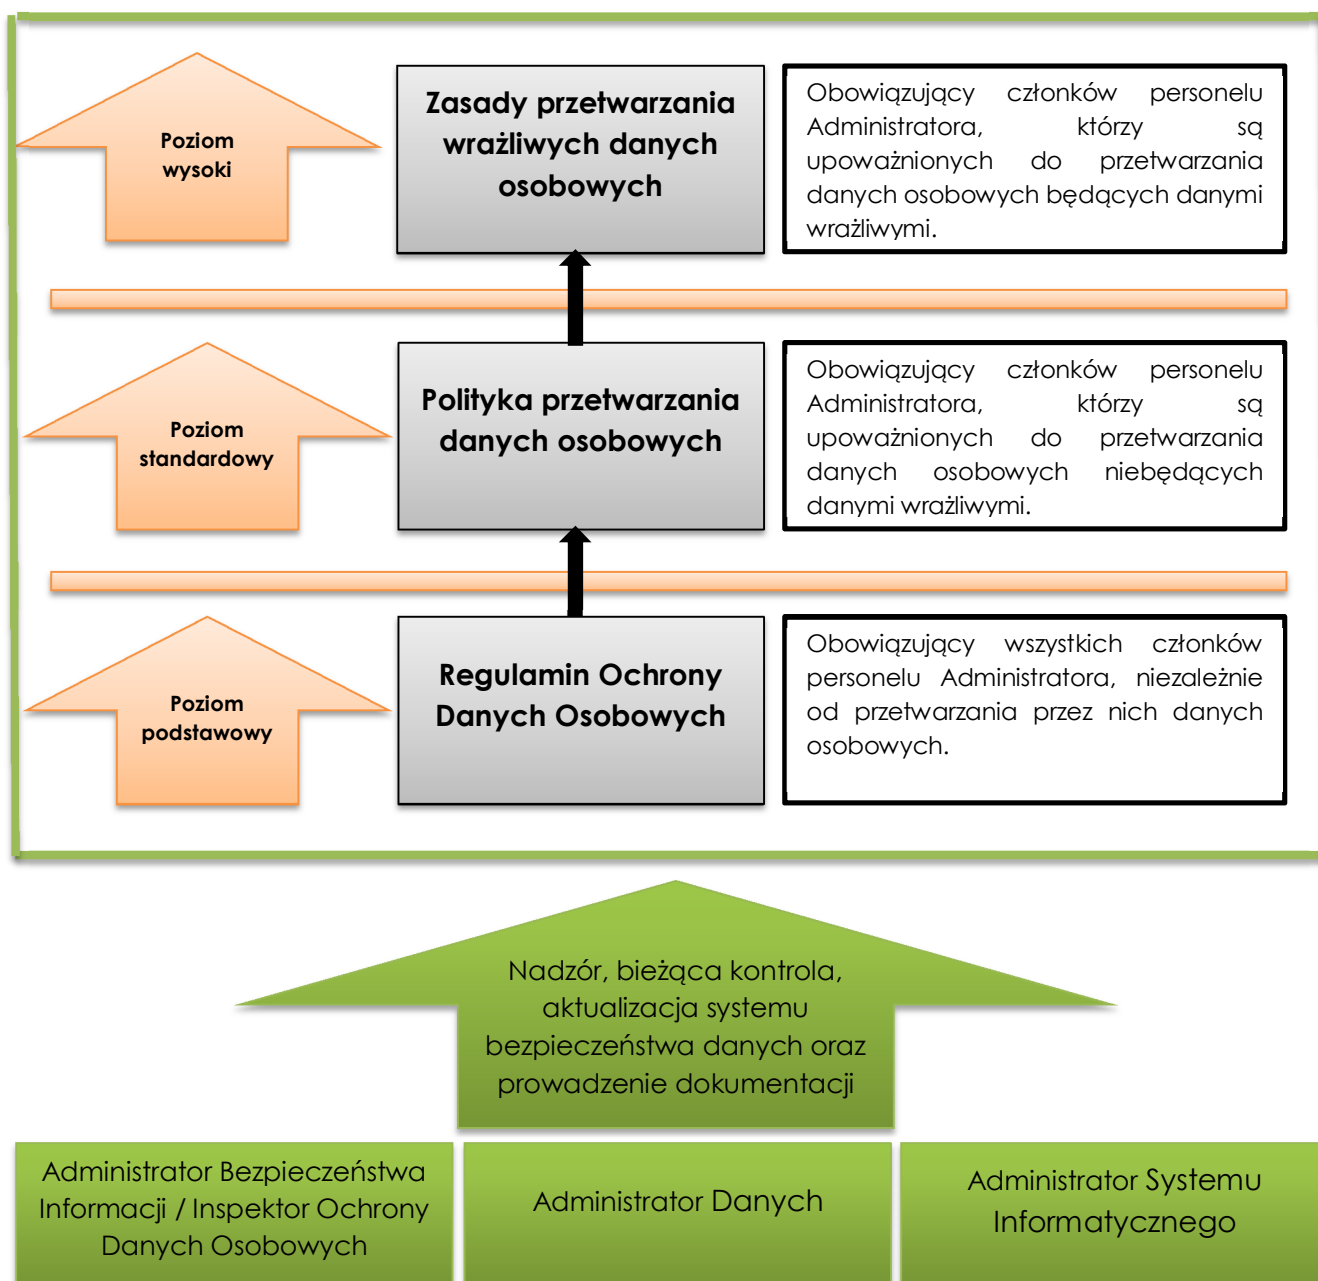 Poziom
wysoki
Zasady przetwarzania
wrażliwych danych
osobowych
Obowiązujący członków personelu
Administratora, którzy są
upoważnionych do przetwarzania
danych osobowych będących danymi
wrażliwymi.
Poziom
standardowy
Polityka przetwarzania
danych osobowych
Obowiązujący członków personelu
Administratora, którzy są
upoważnionych do przetwarzania
danych osobowych niebędących
danymi wrażliwymi.
Poziom
podstawowy
Regulamin Ochrony
Danych Osobowych
Obowiązujący wszystkich członków
personelu Administratora, niezależnie
od przetwarzania przez nich danych
osobowych.
Nadzór, bieżąca kontrola,
aktualizacja systemu
bezpieczeństwa danych oraz
prowadzenie dokumentacji
Administrator Bezpieczeństwa
Informacji / Inspektor Ochrony
Danych Osobowych
Administrator Danych
Administrator Systemu
Informatycznego